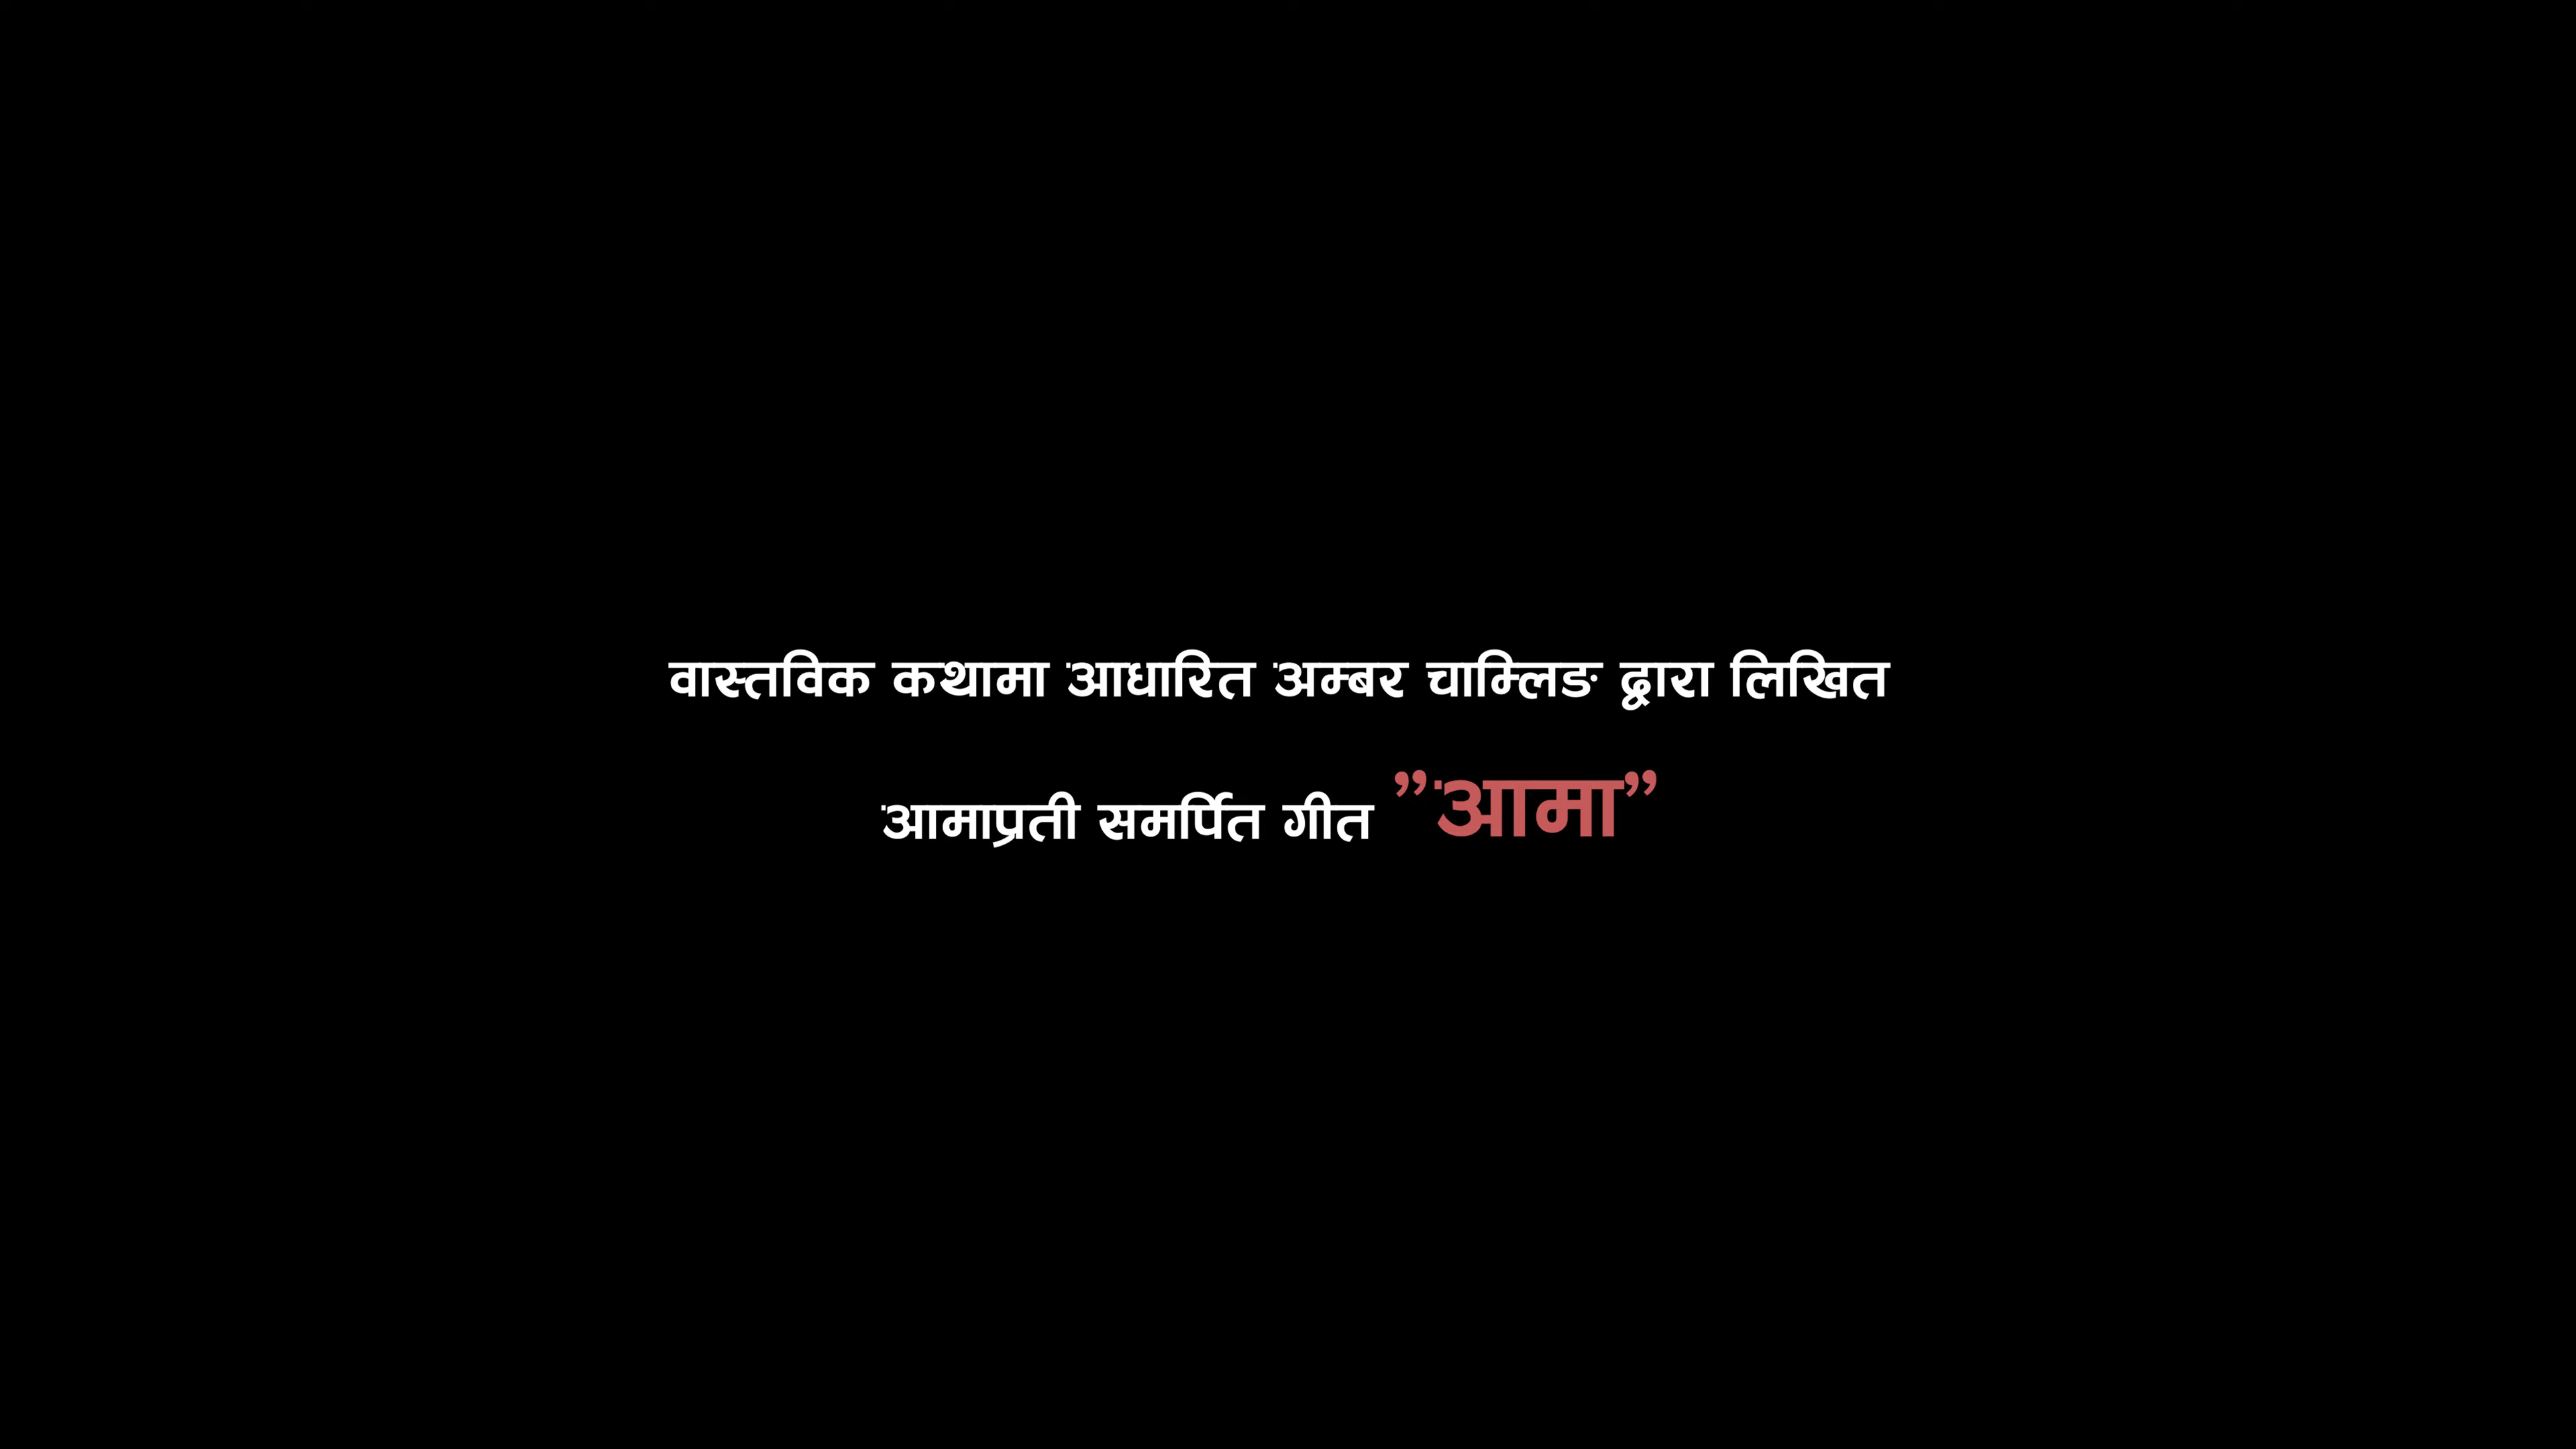 वास्तविक कथामा आधारित अम्बर चाम्लिङ द्वारा लिखित
आमाप्रती समर्पित गीत ”आमा”